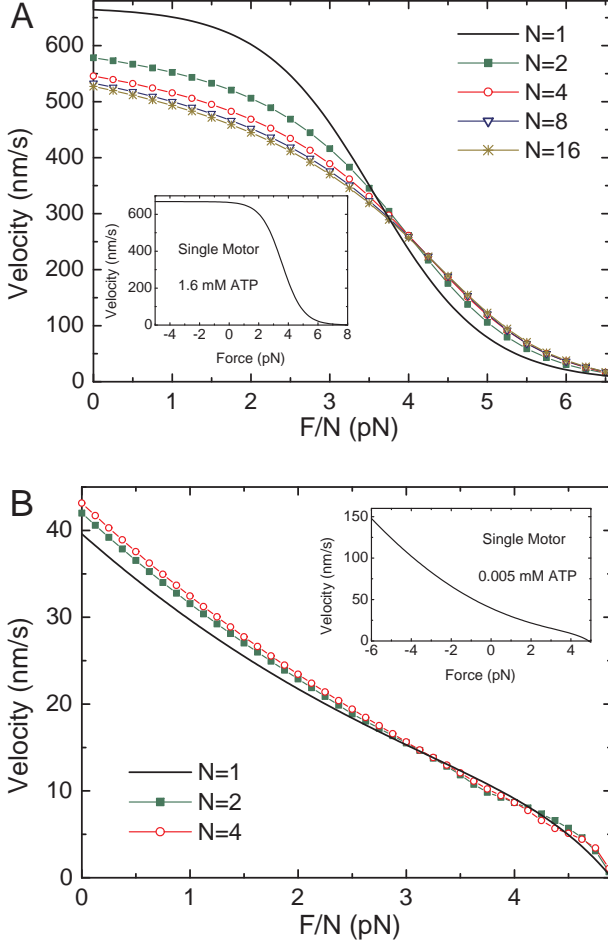 A
Velocity (nm/s)
600
500
400
300
200
100
0
0 1 2 3 4 5 6
F/N (pN)
N=1
N=2
N=4
N=8
N=16
Velocity (nm/s)
600
400
200
0
Single Motor
1.6 mM ATP
-4 -2 0 2 4 6 8
Force (pN)
B
Velocity (nm/s)
40
30
20
10
0
0 1 2 3 4
F/N (pN)
N=1
N=2
N=4
Velocity (nm/s)
150
100
50
0
Single Motor
0.005 mM ATP
-6 -4 -2 0 2 4
Force (pN)